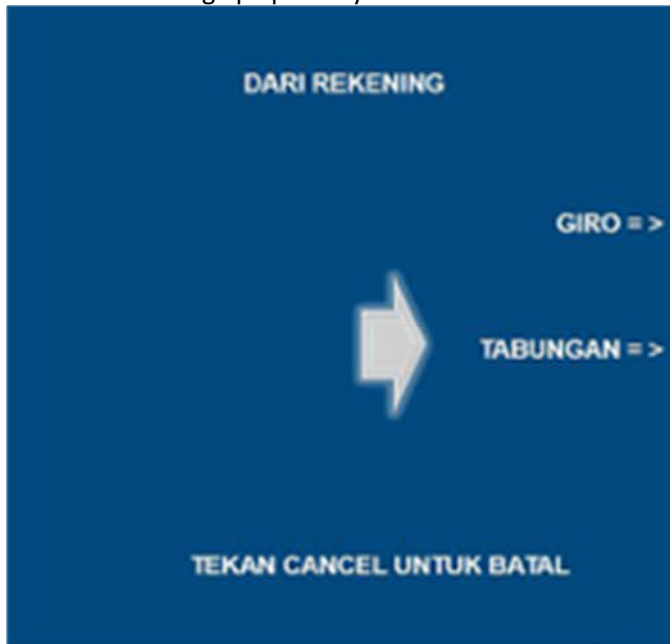 DARI REKENING
GIRO = >
TABUNGAN = >
TEKAN CANCEL UNTUK BATAL